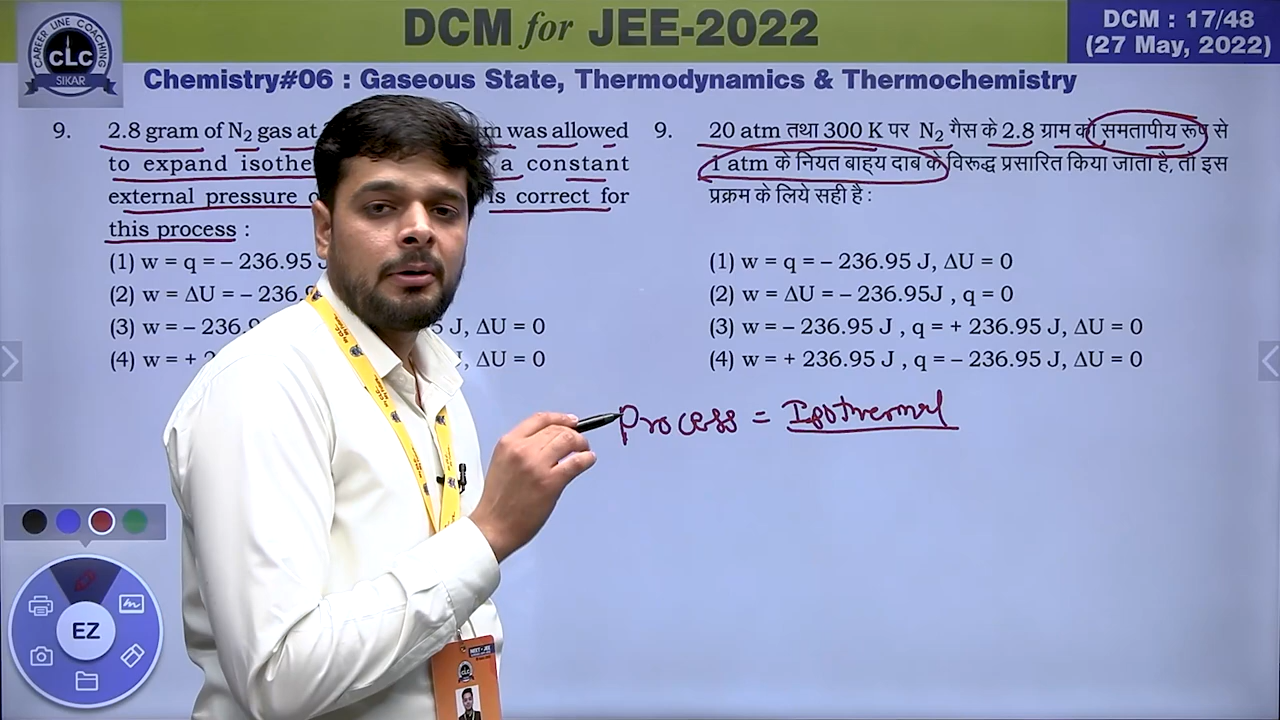 DCM for JEE-2022
DCM : 17/48
(27 May, 2022)
CAREER LINE COACHING
CLC
SIKAR
Chemistry#06 : Gaseous State, Thermodynamics & Thermochemistry
9. 2.8 gram of N₂ gas at m was allowed
to expand isothe a constant
external pressure o is correct for
this process :
(1) w = q = – 236.95 J
(2) w = ΔU = – 236.9
(3) w = – 236.9 5 J, ΔU = 0
(4) w = + 2 J, ΔU = 0
9. 20 atm तथा 300 K पर N₂ गैस के 2.8 ग्राम को समतापीय रूप से
1 atm के नियत बाह्य दाब के विरूद्ध प्रसारित किया जाता है, तो इस
प्रक्रम के लिये सही है :
(1) w = q = – 236.95 J, ΔU = 0
(2) w = ΔU = – 236.95J , q = 0
(3) w = – 236.95 J , q = + 236.95 J, ΔU = 0
(4) w = + 236.95 J , q = – 236.95 J, ΔU = 0
Process = Isothermal
EZ
NEET • JEE
CLC